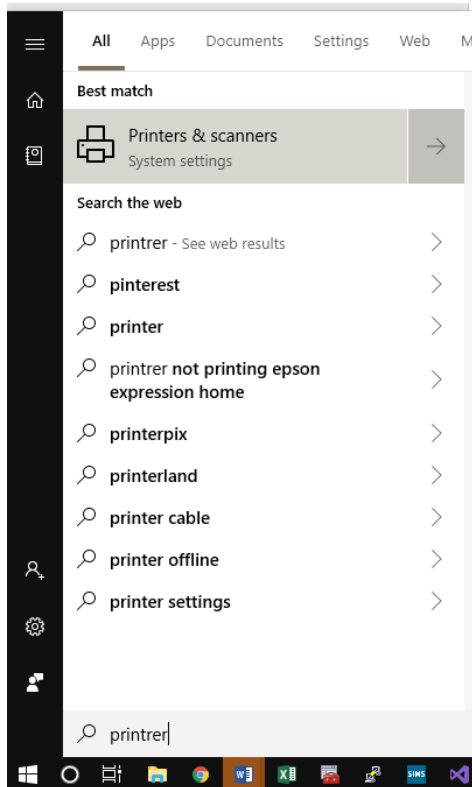 All Apps Documents Settings Web M
Best match
Printers & scanners
System settings
Search the web
printrer - See web results
pinterest
printer
printrer not printing epson
expression home
printerpix
printerland
printer cable
printer offline
printer settings
printrer
SIMS